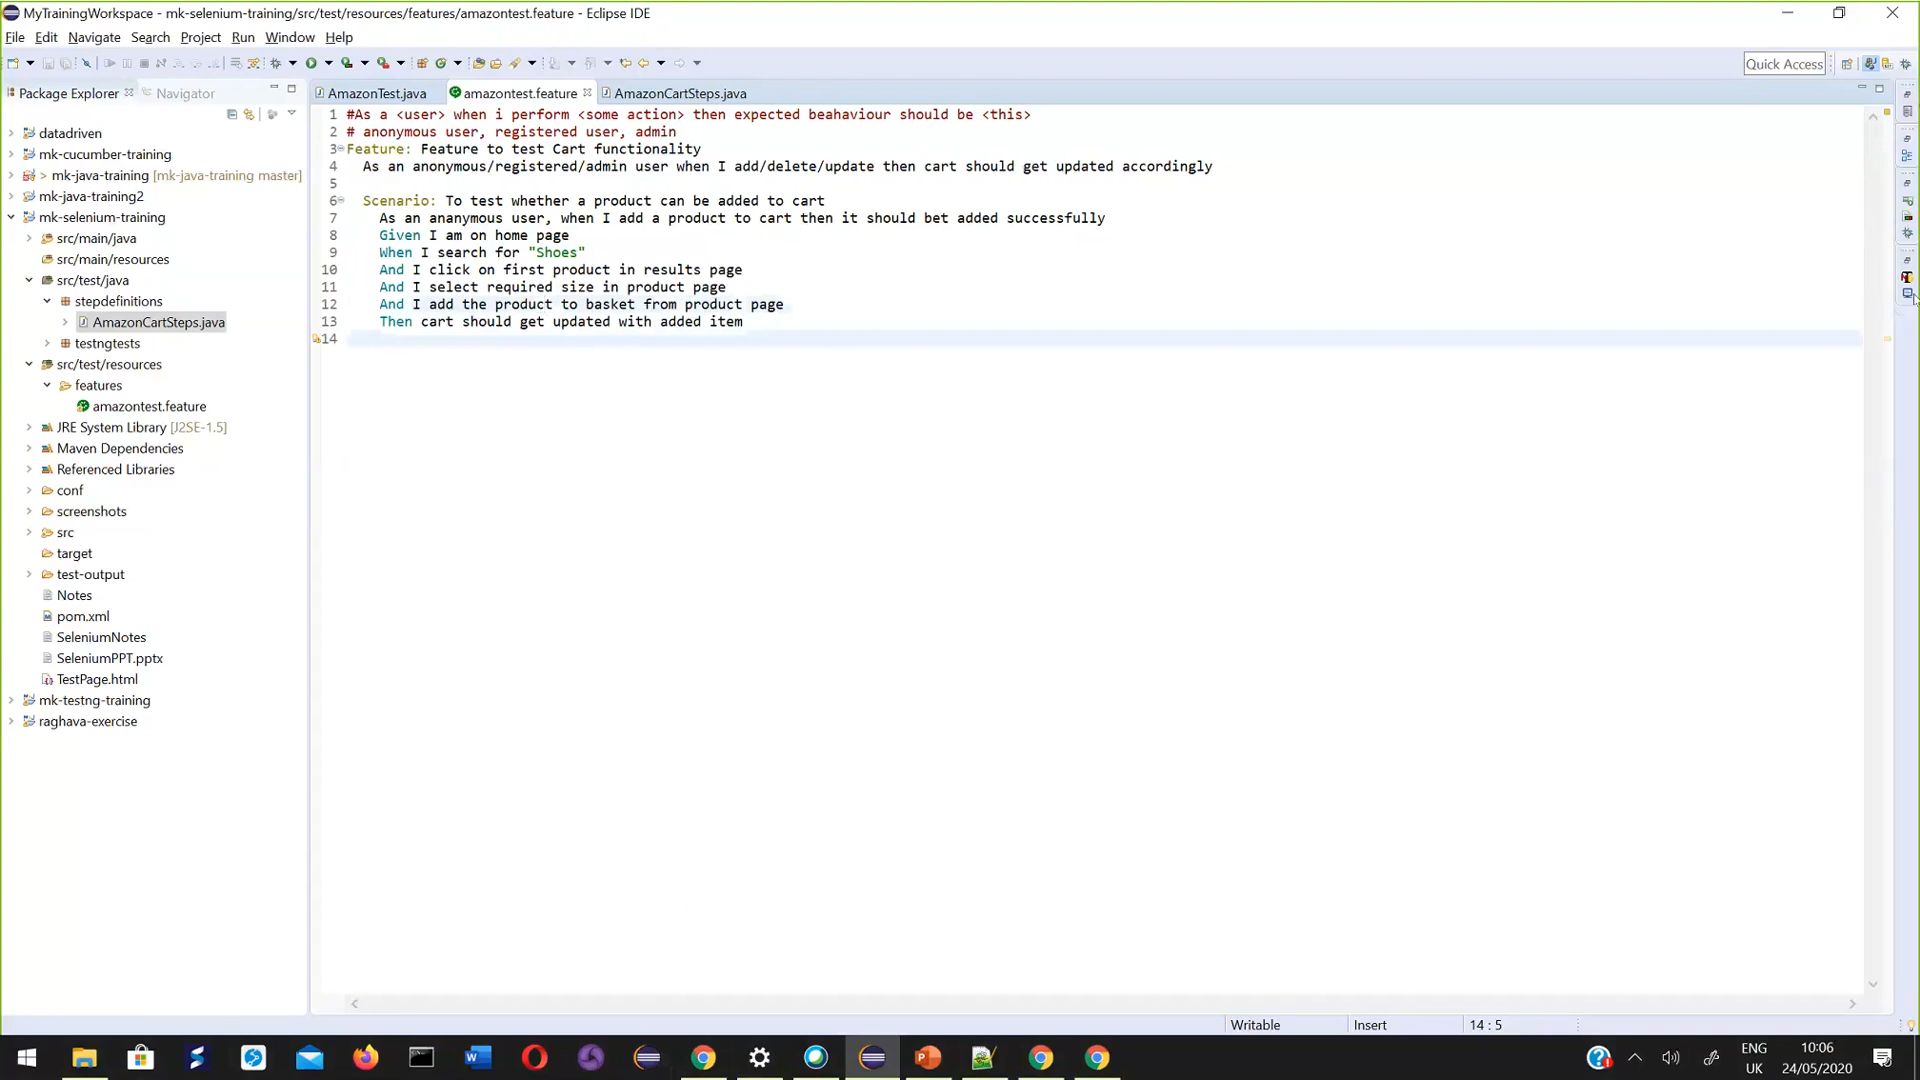 MyTrainingWorkspace - mk-selenium-training/src/test/resources/features/amazontest.feature - Eclipse IDE
File Edit Navigate Search Project Run Window Help
Quick Access
Package Explorer
Navigator
AmazonTest.java
amazontest.feature
AmazonCartSteps.java
datadriven
mk-cucumber-training
> mk-java-training [mk-java-training master]
mk-java-training2
mk-selenium-training
src/main/java
src/main/resources
src/test/java
stepdefinitions
AmazonCartSteps.java
testngtests
src/test/resources
features
amazontest.feature
JRE System Library [J2SE-1.5]
Maven Dependencies
Referenced Libraries
conf
screenshots
src
target
test-output
Notes
pom.xml
SeleniumNotes
SeleniumPPT.pptx
TestPage.html
mk-testng-training
raghava-exercise
1 #As a <user> when i perform <some action> then expected beahaviour should be <this>
2 # anonymous user, registered user, admin
3 Feature: Feature to test Cart functionality
4 As an anonymous/registered/admin user when I add/delete/update then cart should get updated accordingly
5
6 Scenario: To test whether a product can be added to cart
7 As an ananymous user, when I add a product to cart then it should bet added successfully
8 Given I am on home page
9 When I search for "Shoes"
10 And I click on first product in results page
11 And I select required size in product page
12 And I add the product to basket from product page
13 Then cart should get updated with added item
14
Writable
Insert
14 : 5
ENG
UK
10:06
24/05/2020